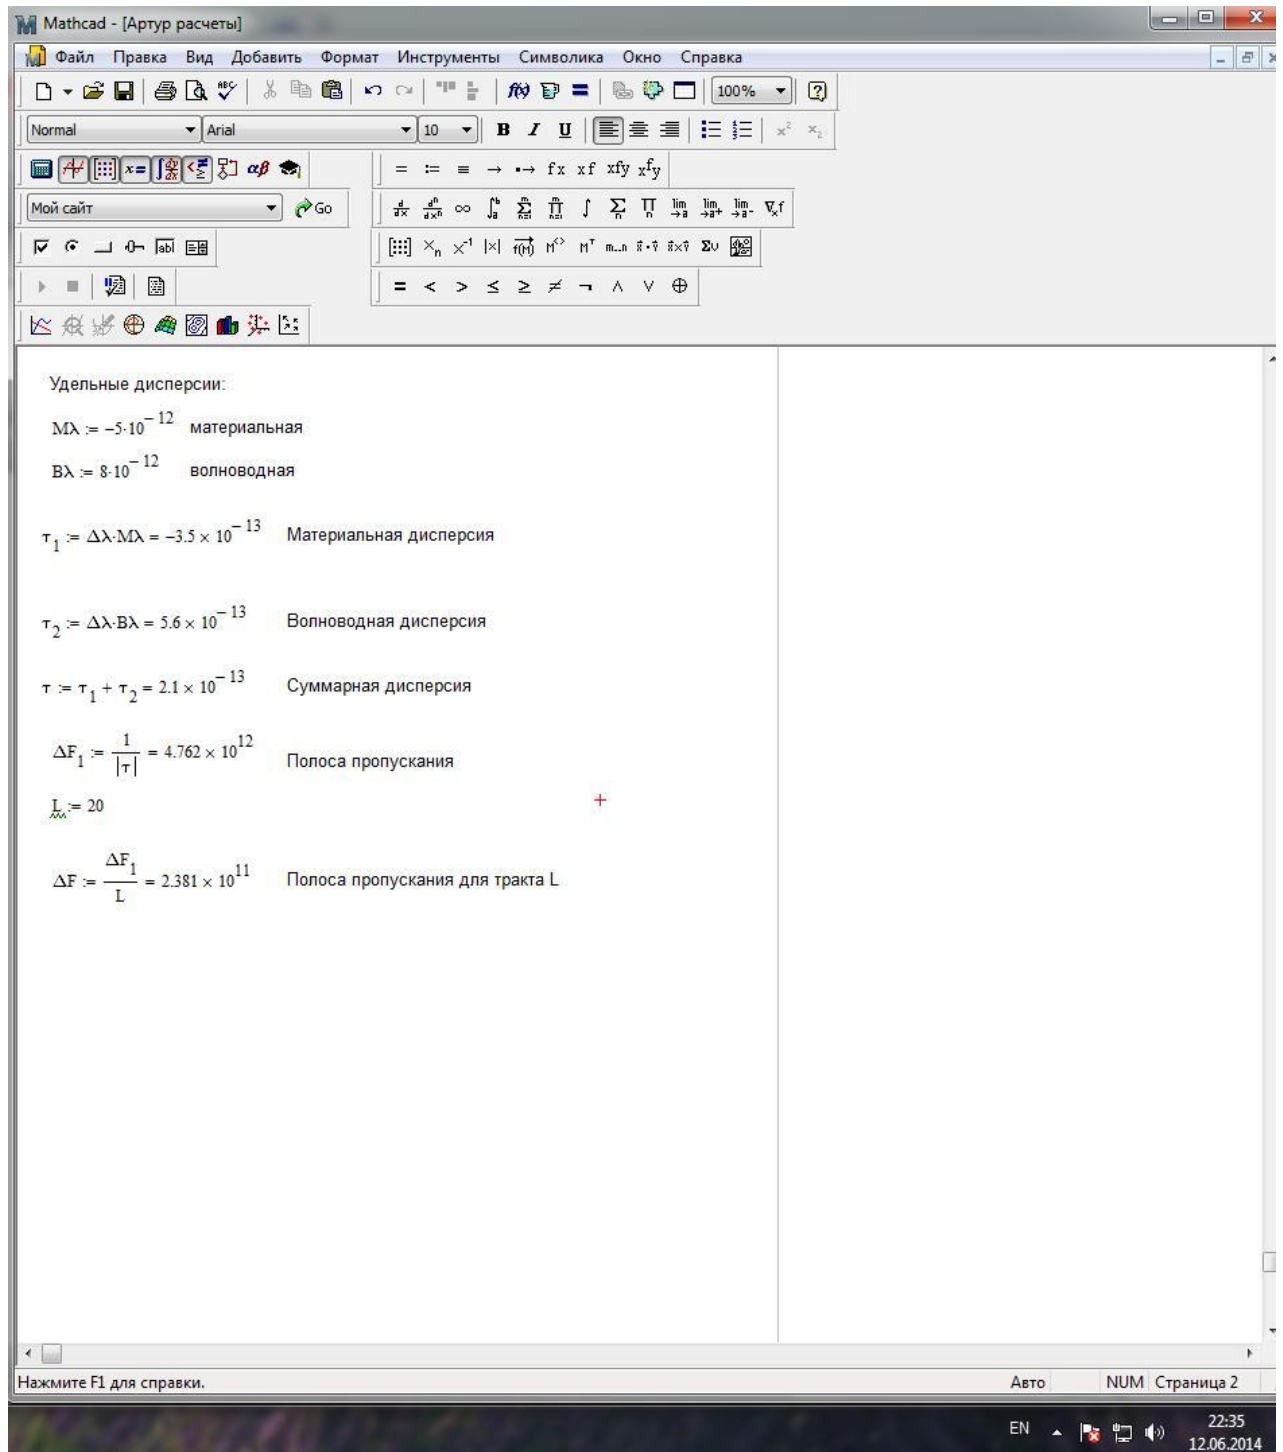 Mathcad - [Артур расчеты]
Файл Правка Вид Добавить Формат Инструменты Символика Окно Справка
100%
Normal Arial 10 B I U
= := ≡ → •→ fx xf xfy xfy
Мой сайт Go
Удельные дисперсии:
Mλ := −5·10^−12 материальная
Bλ := 8·10^−12 волноводная
τ1 := Δλ·Mλ = −3.5 × 10^−13 Материальная дисперсия
τ2 := Δλ·Bλ = 5.6 × 10^−13 Волноводная дисперсия
τ := τ1 + τ2 = 2.1 × 10^−13 Суммарная дисперсия
ΔF1 := 1/|τ| = 4.762 × 10^12 Полоса пропускания
L := 20
ΔF := ΔF1/L = 2.381 × 10^11 Полоса пропускания для тракта L
Нажмите F1 для справки. Авто NUM Страница 2
EN 22:35
12.06.2014